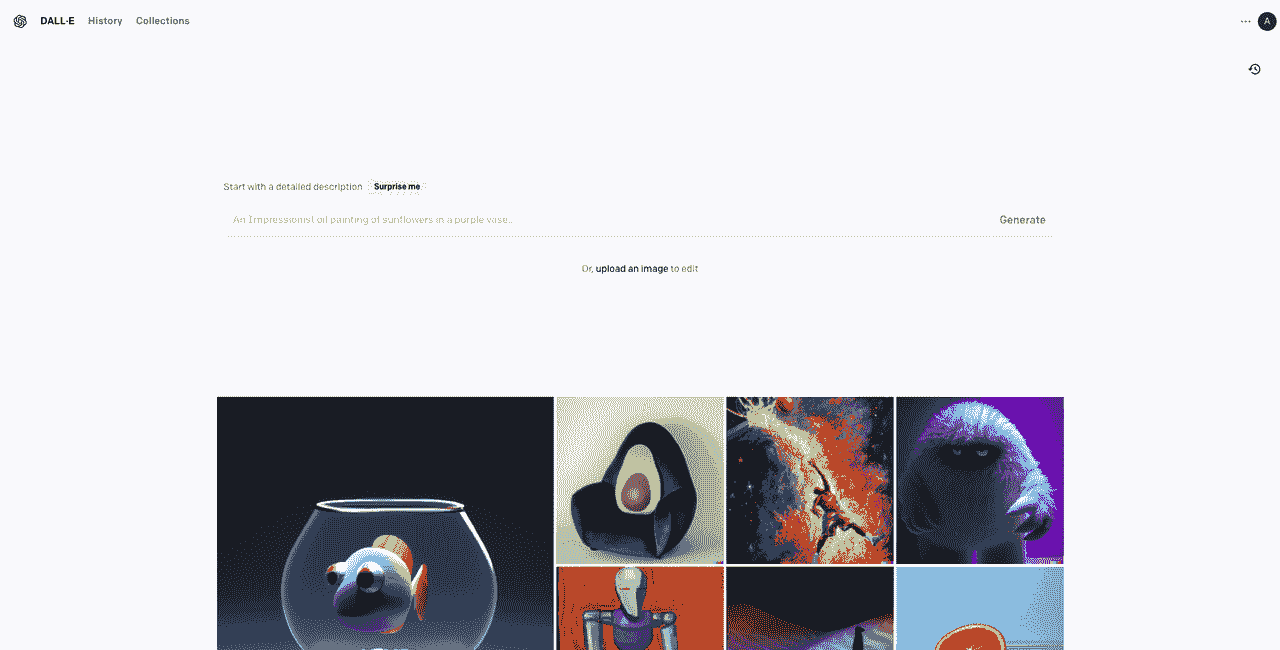 DALL·E History Collections ··· A
Start with a detailed description Surprise me
An Impressionist oil painting of sunflowers in a purple vase… Generate
Or, upload an image to edit